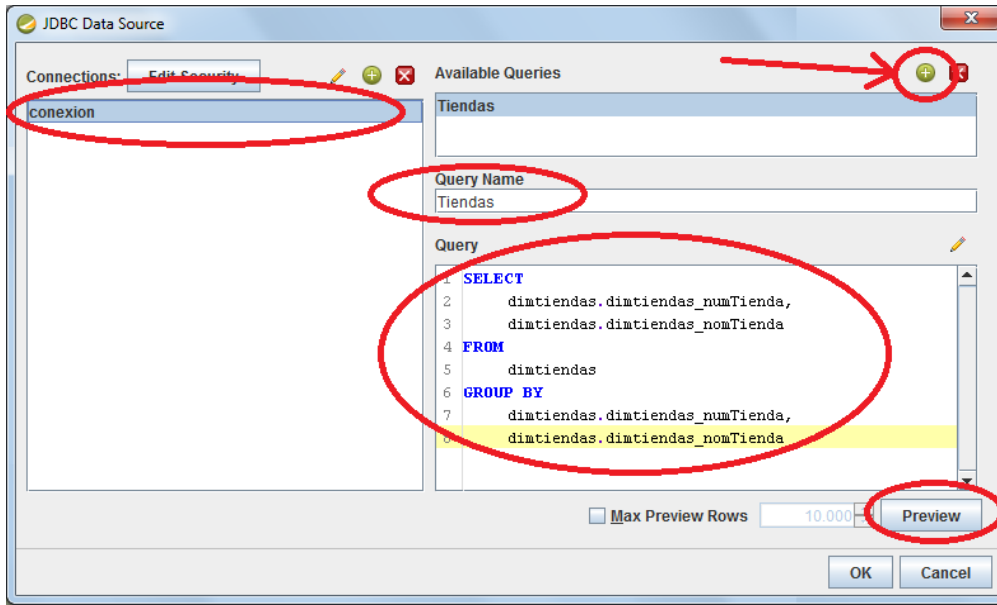 JDBC Data Source
Connections: Edit Security
conexion
Available Queries
Tiendas
Query Name
Tiendas
Query
1 SELECT
2 dimtiendas.dimtiendas_numTienda,
3 dimtiendas.dimtiendas_nomTienda
4 FROM
5 dimtiendas
6 GROUP BY
7 dimtiendas.dimtiendas_numTienda,
8 dimtiendas.dimtiendas_nomTienda
Max Preview Rows 10.000 Preview
OK Cancel